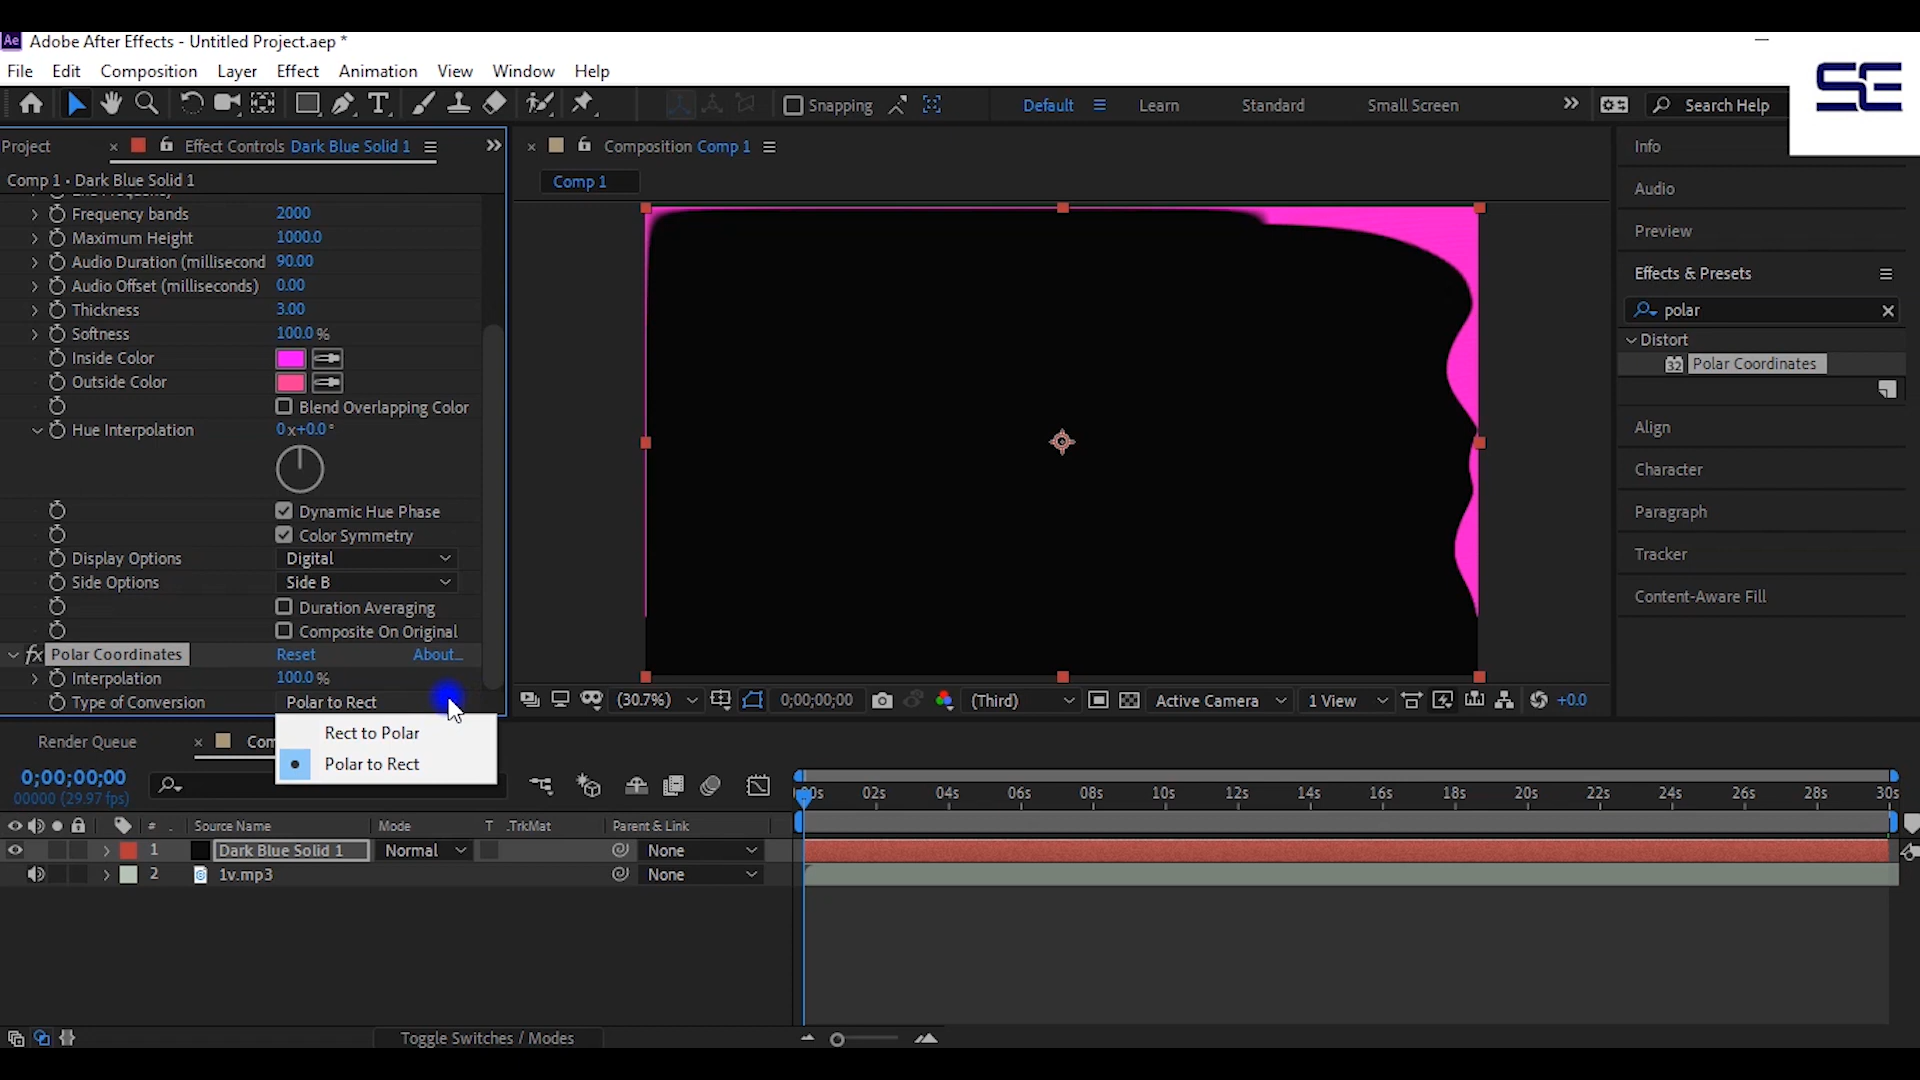 Ae Adobe After Effects - Untitled Project.aep *
File Edit Composition Layer Effect Animation View Window Help
SE
Snapping Default Learn Standard Small Screen Search Help
Project Effect Controls Dark Blue Solid 1
Composition Comp 1
Info
Comp 1 • Dark Blue Solid 1
Comp 1
Audio
Frequency bands 2000
Maximum Height 1000.0
Preview
Audio Duration (millisecond 90.00
Effects & Presets
Audio Offset (milliseconds) 0.00
Thickness 3.00
polar
Softness 100.0 %
Distort
Inside Color
32 Polar Coordinates
Outside Color
Blend Overlapping Color
Hue Interpolation 0 x+0.0 °
Align
Character
Dynamic Hue Phase
Paragraph
Color Symmetry
Display Options Digital
Tracker
Side Options Side B
Content-Aware Fill
Duration Averaging
Composite On Original
fx Polar Coordinates Reset About...
Interpolation 100.0 %
Type of Conversion Polar to Rect
(30.7%) 0;00;00;00 (Third) Active Camera 1 View +0.0
Rect to Polar
Polar to Rect
Render Queue Com
0;00;00;00
00000 (29.97 fps)
00s 02s 04s 06s 08s 10s 12s 14s 16s 18s 20s 22s 24s 26s 28s 30s
# Source Name Mode T .TrkMat Parent & Link
1 Dark Blue Solid 1 Normal None
2 1v.mp3 None
Toggle Switches / Modes